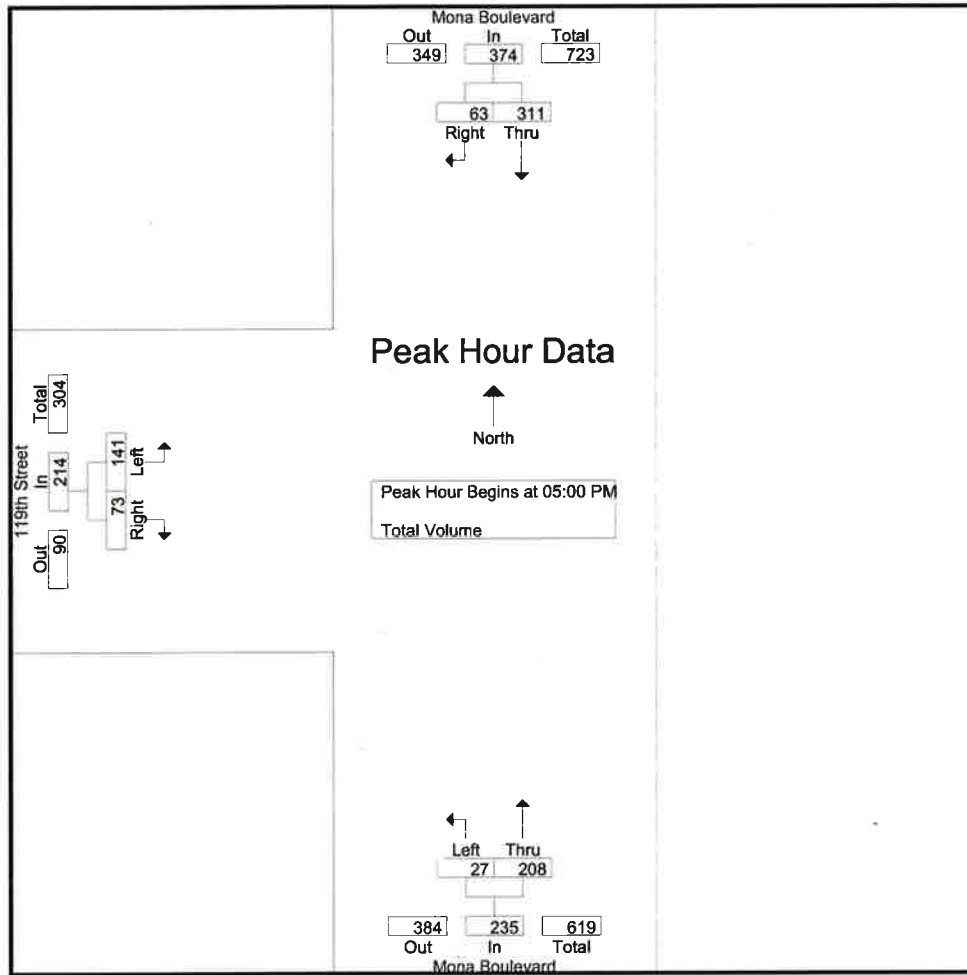 Mona Boulevard
Out In Total
349 374 723
63 311
Right Thru
Peak Hour Data
North
Peak Hour Begins at 05:00 PM
Total Volume
119th Street
Out In Total
90 214 304
73 141
Right Left
Left Thru
27 208
384 235 619
Out In Total
Mona Boulevard